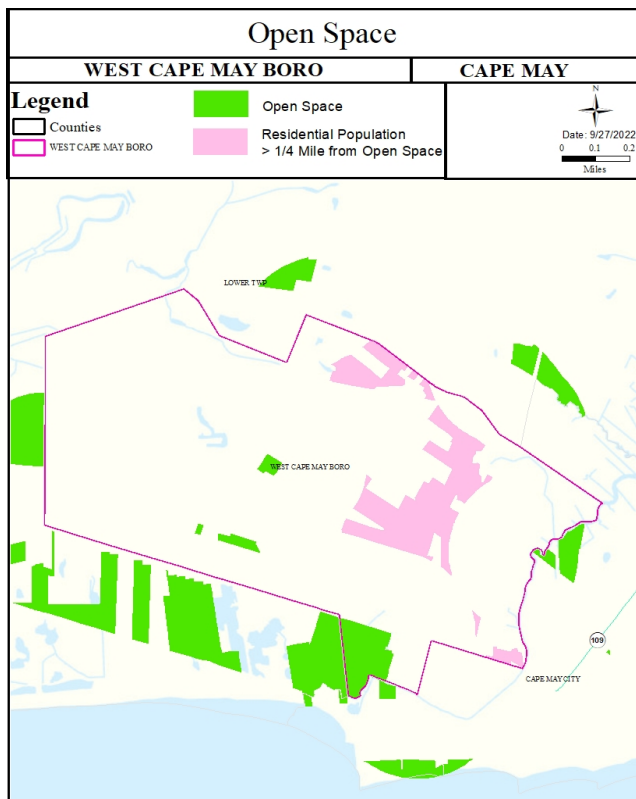 Open Space
WEST CAPE MAY BORO
CAPE MAY
Legend
Counties
WEST CAPE MAY BORO
Open Space
Residential Population
> 1/4 Mile from Open Space
N
Date: 9/27/2022
0 0.1 0.2
Miles
LOWER TWP
WEST CAPE MAY BORO
109
CAPE MAY CITY